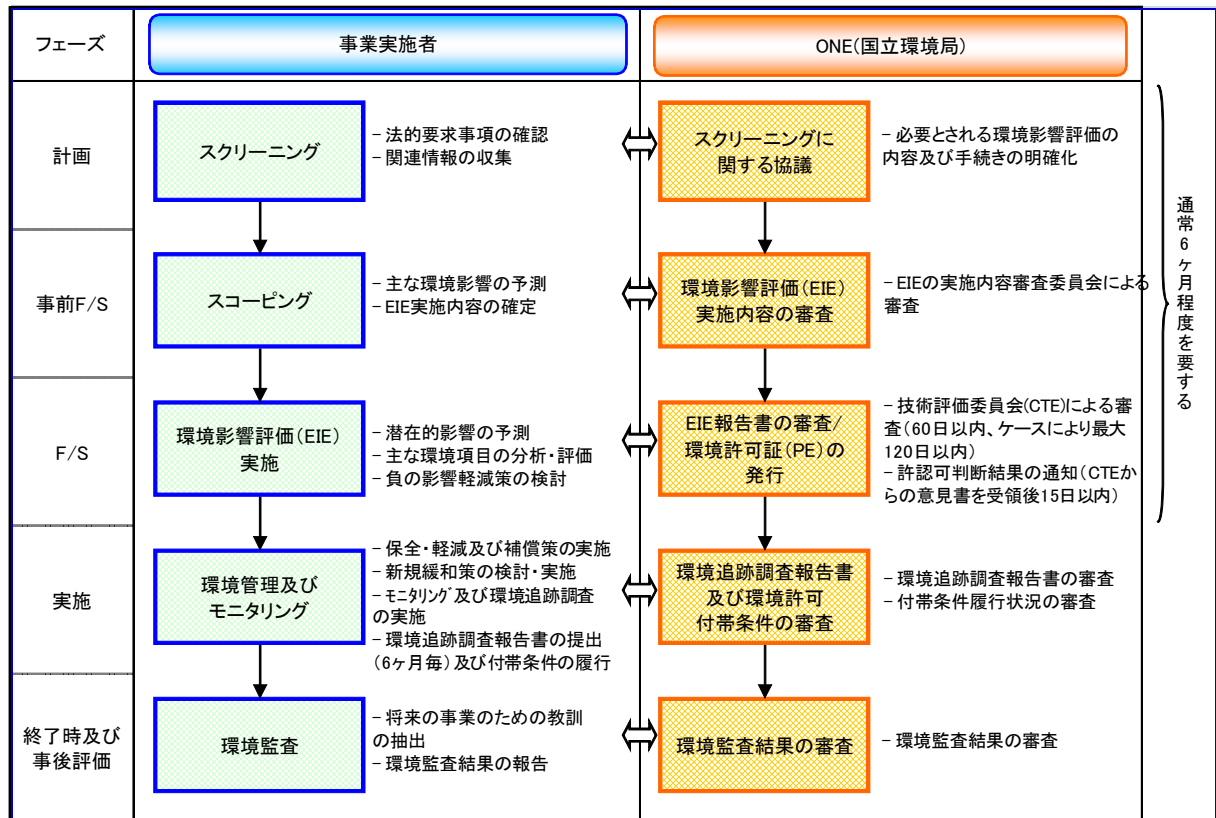 フェーズ
事業実施者
ONE(国立環境局)
計画
スクリーニング
- 法的要求事項の確認
- 関連情報の収集
スクリーニングに
関する協議
- 必要とされる環境影響評価の
内容及び手続きの明確化
事前F/S
スコーピング
- 主な環境影響の予測
- EIE実施内容の確定
環境影響評価(EIE)
実施内容の審査
- EIEの実施内容審査委員会による
審査
F/S
環境影響評価(EIE)
実施
- 潜在的影響の予測
- 主な環境項目の分析・評価
- 負の影響軽減策の検討
EIE報告書の審査/
環境許可証(PE)の
発行
- 技術評価委員会(CTE)による審
査(60日以内、ケースにより最大
120日以内)
- 許認可判断結果の通知(CTEか
らの意見書を受領後15日以内)
実施
環境管理及び
モニタリング
- 保全・軽減及び補償策の実施
- 新規緩和策の検討・実施
- モニタリング及び環境追跡調査
の実施
- 環境追跡調査報告書の提出
(6ヶ月毎)及び付帯条件の履行
環境追跡調査報告書
及び環境許可
付帯条件の審査
- 環境追跡調査報告書の審査
- 付帯条件履行状況の審査
終了時及び
事後評価
環境監査
- 将来の事業のための教訓
の抽出
- 環境監査結果の報告
環境監査結果の審査
- 環境監査結果の審査
通常6ヶ月程度を要する